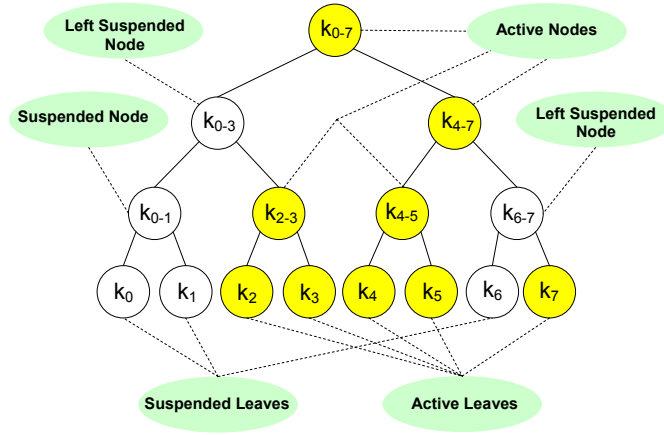 Left Suspended
Node
k0-7
Active Nodes
Suspended Node
k0-3
k4-7
Left Suspended
Node
k0-1
k2-3
k4-5
k6-7
k0
k1
k2
k3
k4
k5
k6
k7
Suspended Leaves
Active Leaves